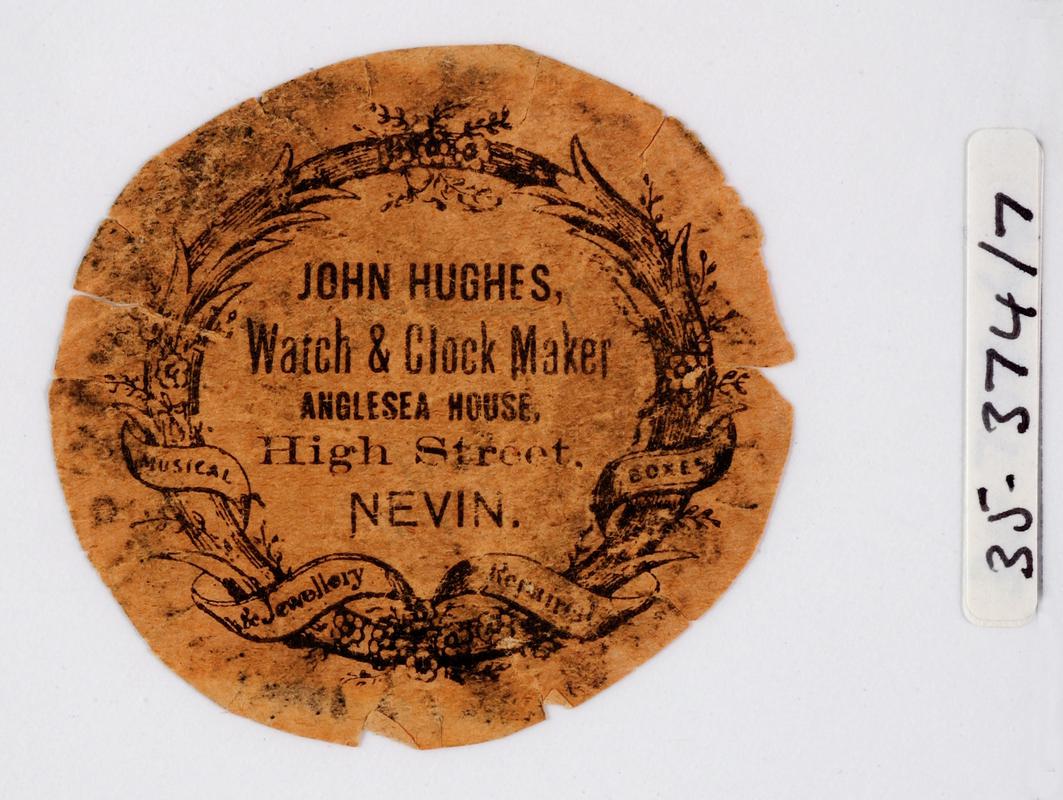 JOHN HUGHES,
Watch & Clock Maker
ANGLESEA HOUSE,
High Street,
NEVIN.
MUSICAL
BOXES
& Jewellery
Repaired
35-374/7